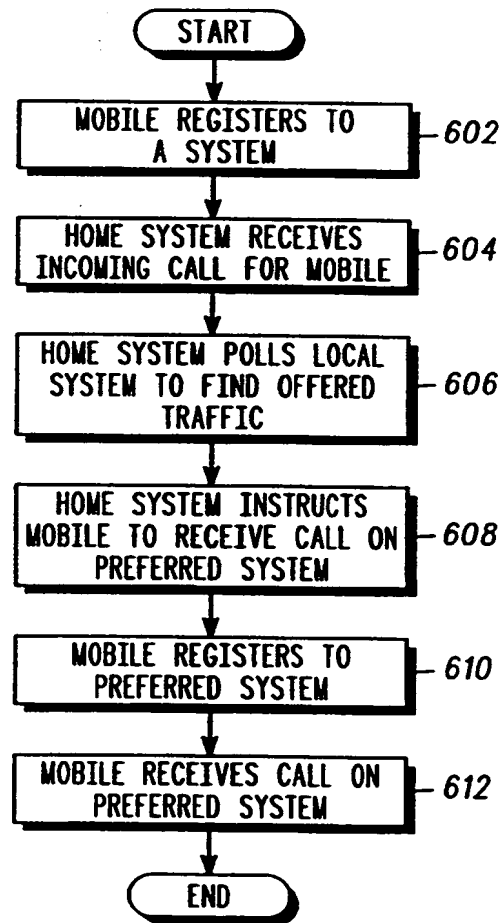 START
MOBILE REGISTERS TO
A SYSTEM
602
HOME SYSTEM RECEIVES
INCOMING CALL FOR MOBILE
604
HOME SYSTEM POLLS LOCAL
SYSTEM TO FIND OFFERED
TRAFFIC
606
HOME SYSTEM INSTRUCTS
MOBILE TO RECEIVE CALL ON
PREFERRED SYSTEM
608
MOBILE REGISTERS TO
PREFERRED SYSTEM
610
MOBILE RECEIVES CALL ON
PREFERRED SYSTEM
612
END